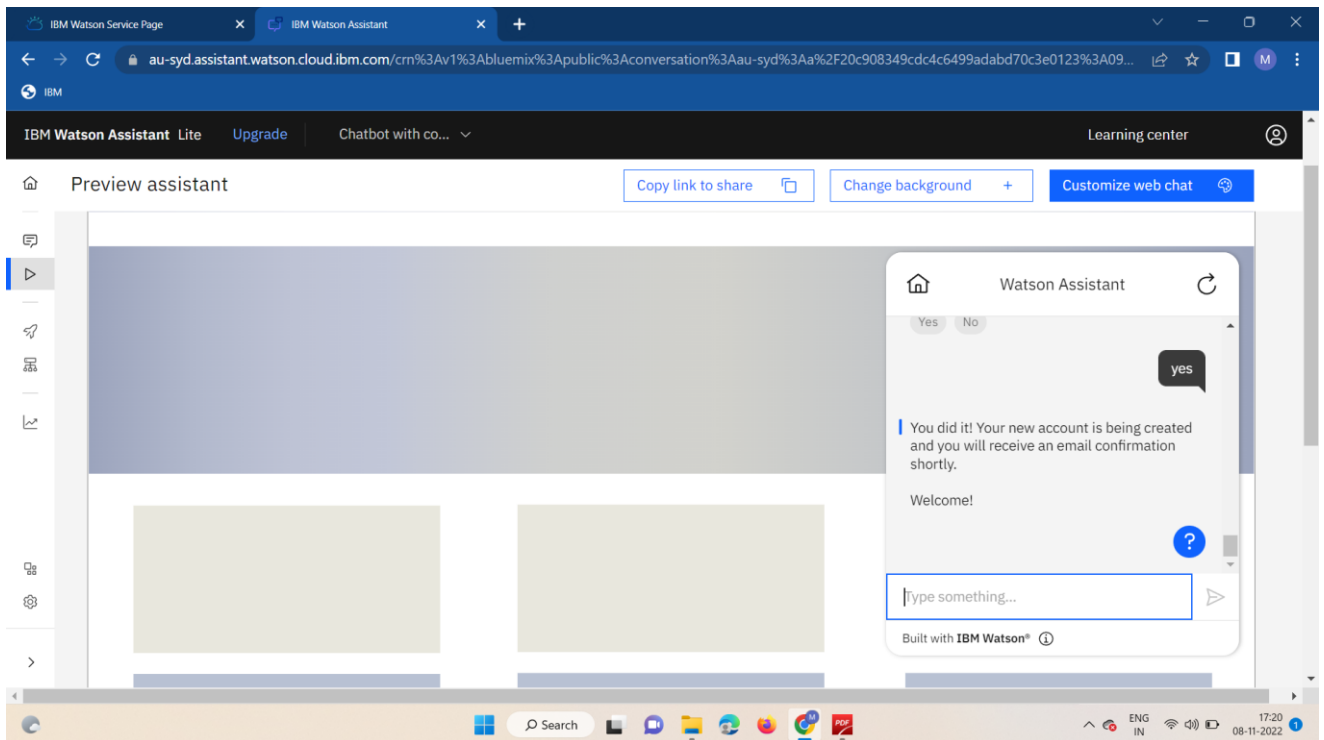 IBM Watson Service Page
IBM Watson Assistant
au-syd.assistant.watson.cloud.ibm.com/crn%3Av1%3Abluemix%3Apublic%3Aconversation%3Aau-syd%3Aa%2F20c908349cdc4c6499adabd70c3e0123%3A09...
M
IBM
IBM Watson Assistant Lite Upgrade Chatbot with co... Learning center
Preview assistant Copy link to share Change background + Customize web chat
Watson Assistant
Yes No
yes
You did it! Your new account is being created
and you will receive an email confirmation
shortly.
Welcome!
?
Type something...
Built with IBM Watson®
Search
M
PDF
ENG
IN
17:20
08-11-2022
1